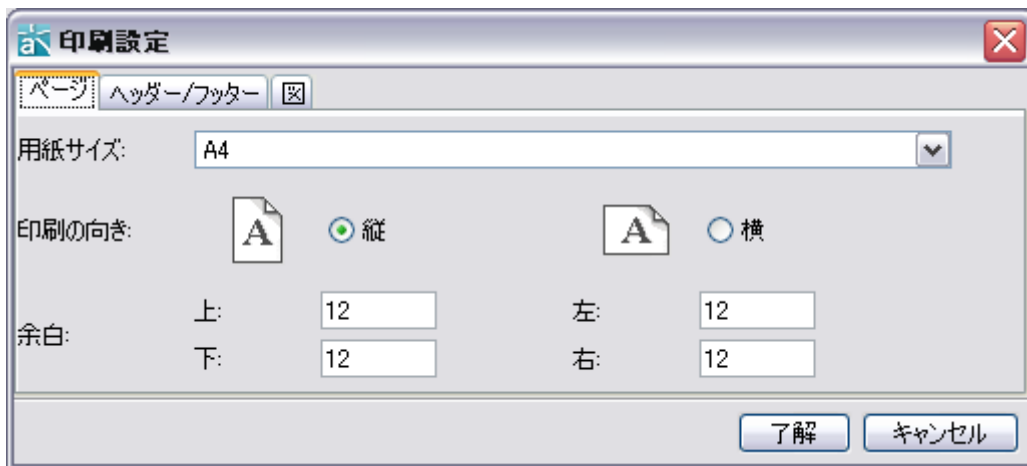 印刷設定
ページ ヘッダー/フッター 図
用紙サイズ: A4
印刷の向き: A 縦 A 横
上: 12 左: 12
余白:
下: 12 右: 12
了解 キャンセル